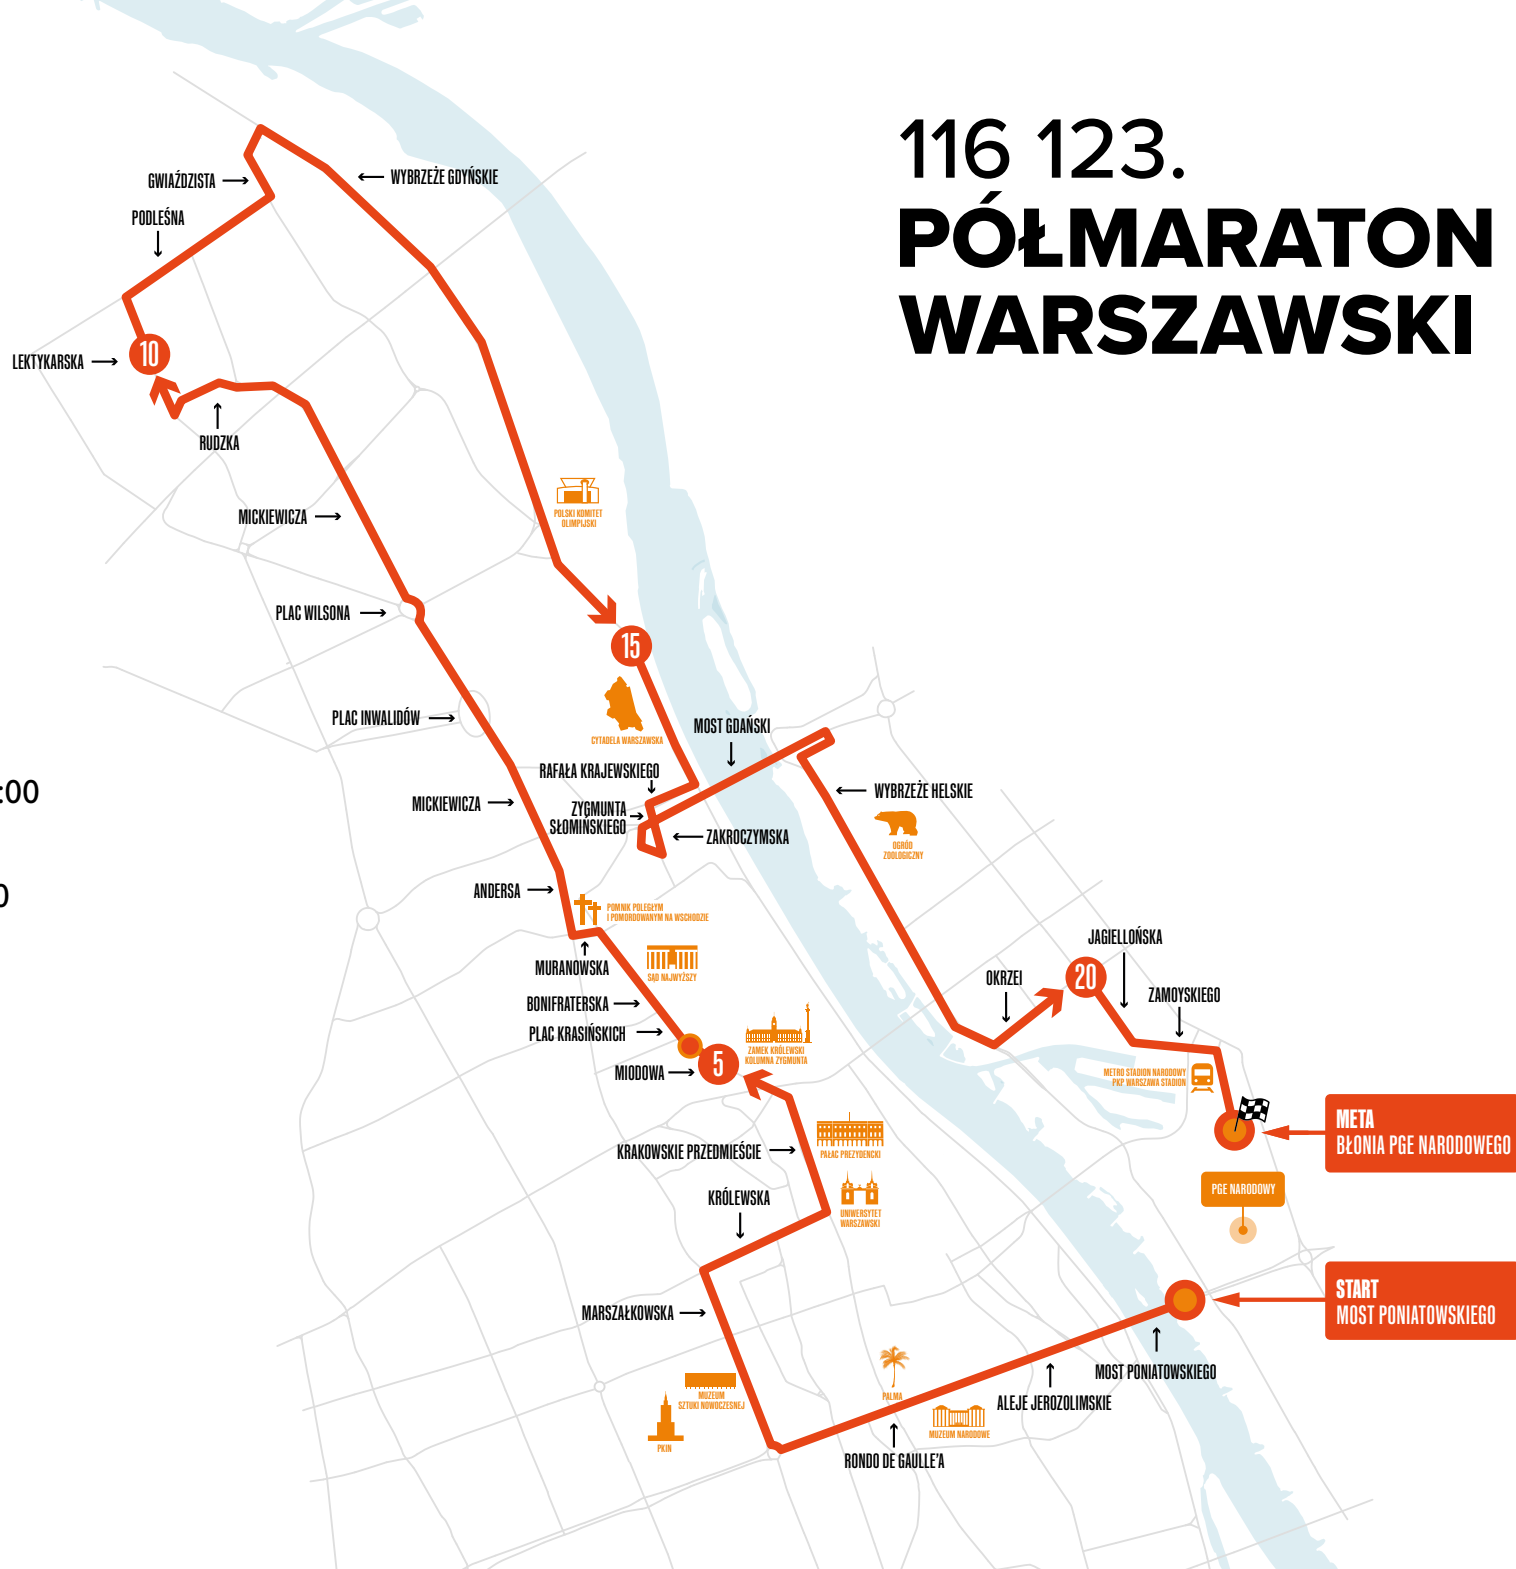 116 123.
PÓŁMARATON
WARSZAWSKI
GWIAŹDZISTA
WYBRZEŻE GDYŃSKIE
PODLEŚNA
LEKTYKARSKA
10
RUDZKA
MICKIEWICZA
POLSKI KOMITET
OLIMPIJSKI
PLAC WILSONA
15
PLAC INWALIDÓW
CYTADELA WARSZAWSKA
MOST GDAŃSKI
RAFAŁA KRAJEWSKIEGO
:00
MICKIEWICZA
ZYGMUNTA
SŁOMIŃSKIEGO
ZAKROCZYMSKA
WYBRZEŻE HELSKIE
OGRÓD
ZOOLOGICZNY
0
ANDERSA
POMNIK POLEGŁYM
I POMORDOWANYM NA WSCHODZIE
MURANOWSKA
SĄD NAJWYŻSZY
JAGIELLOŃSKA
OKRZEI
20
ZAMOYSKIEGO
BONIFRATERSKA
PLAC KRASIŃSKICH
MIODOWA
5
ZAMEK KRÓLEWSKI
KOLUMNA ZYGMUNTA
METRO STADION NARODOWY
PKP WARSZAWA STADION
META
BŁONIA PGE NARODOWEGO
KRAKOWSKIE PRZEDMIEŚCIE
PAŁAC PREZYDENCKI
KRÓLEWSKA
UNIWERSYTET
WARSZAWSKI
PGE NARODOWY
START
MOST PONIATOWSKIEGO
MARSZAŁKOWSKA
MUZEUM
SZTUKI NOWOCZESNEJ
PKIN
PALMA
MUZEUM NARODOWE
MOST PONIATOWSKIEGO
ALEJE JEROZOLIMSKIE
RONDO DE GAULLE'A